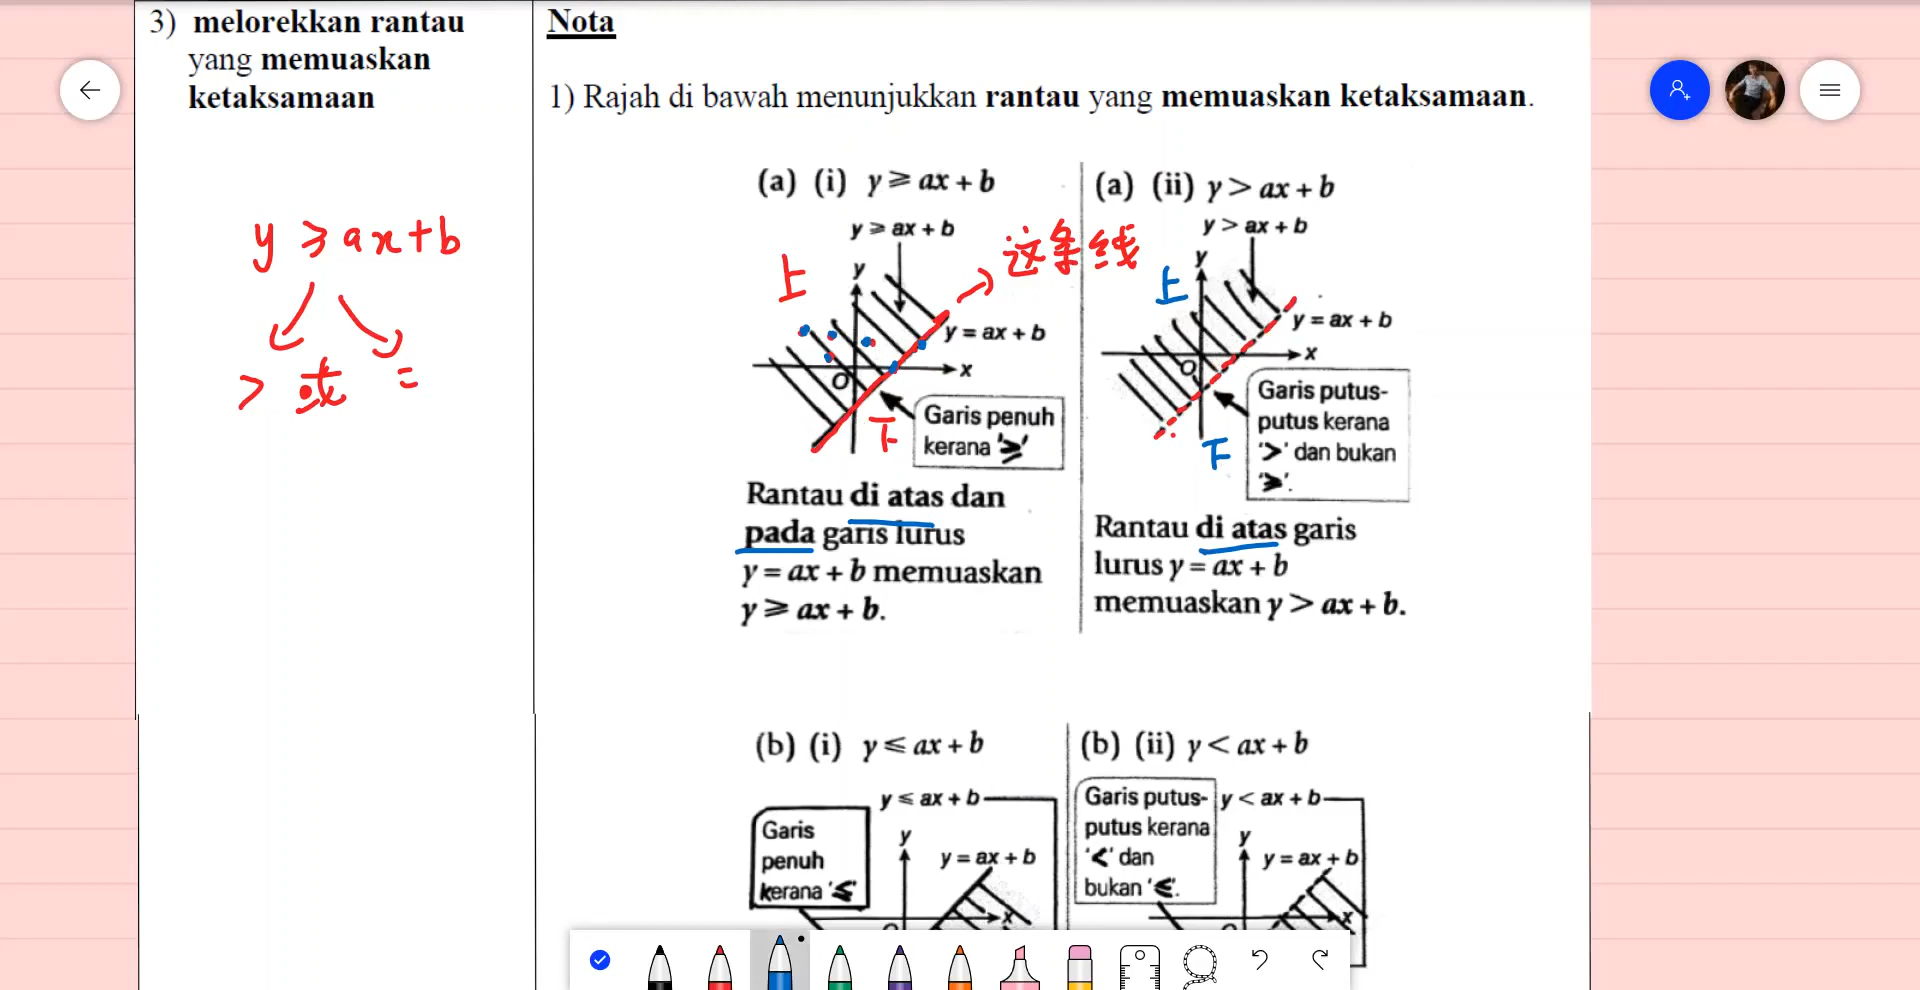 3) melorekkan rantau
yang memuaskan
ketaksamaan
y ⩾ ax+b
> 或 =
Nota
1) Rajah di bawah menunjukkan rantau yang memuaskan ketaksamaan.
(a) (i) y ⩾ ax + b
y ⩾ ax + b
上
y
这条线
y = ax + b
x
O
下
Garis penuh
kerana '⩾'
Rantau di atas dan
pada garis lurus
y = ax + b memuaskan
y ⩾ ax + b.
(a) (ii) y > ax + b
y > ax + b
y
上
y = ax + b
x
O
下
Garis putus-
putus kerana
'>' dan bukan
'⩾'.
Rantau di atas garis
lurus y = ax + b
memuaskan y > ax + b.
(b) (i) y ⩽ ax + b
y ⩽ ax + b
Garis
penuh
kerana '⩽'
y
y = ax + b
x
(b) (ii) y < ax + b
Garis putus-
putus kerana
'<' dan
bukan '⩽'.
y < ax + b
y
y = ax + b
x